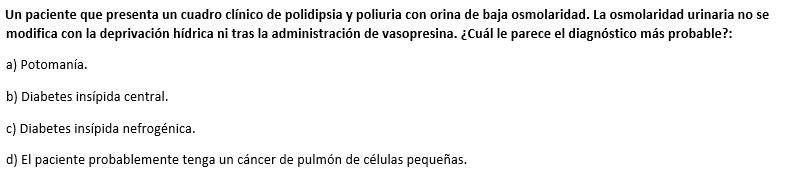 Un paciente que presenta un cuadro clínico de polidipsia y poliuria con orina de baja osmolaridad. La osmolaridad urinaria no se
modifica con la deprivación hídrica ni tras la administración de vasopresina. ¿Cuál le parece el diagnóstico más probable?:
a) Potomanía.
b) Diabetes insípida central.
c) Diabetes insípida nefrogénica.
d) El paciente probablemente tenga un cáncer de pulmón de células pequeñas.